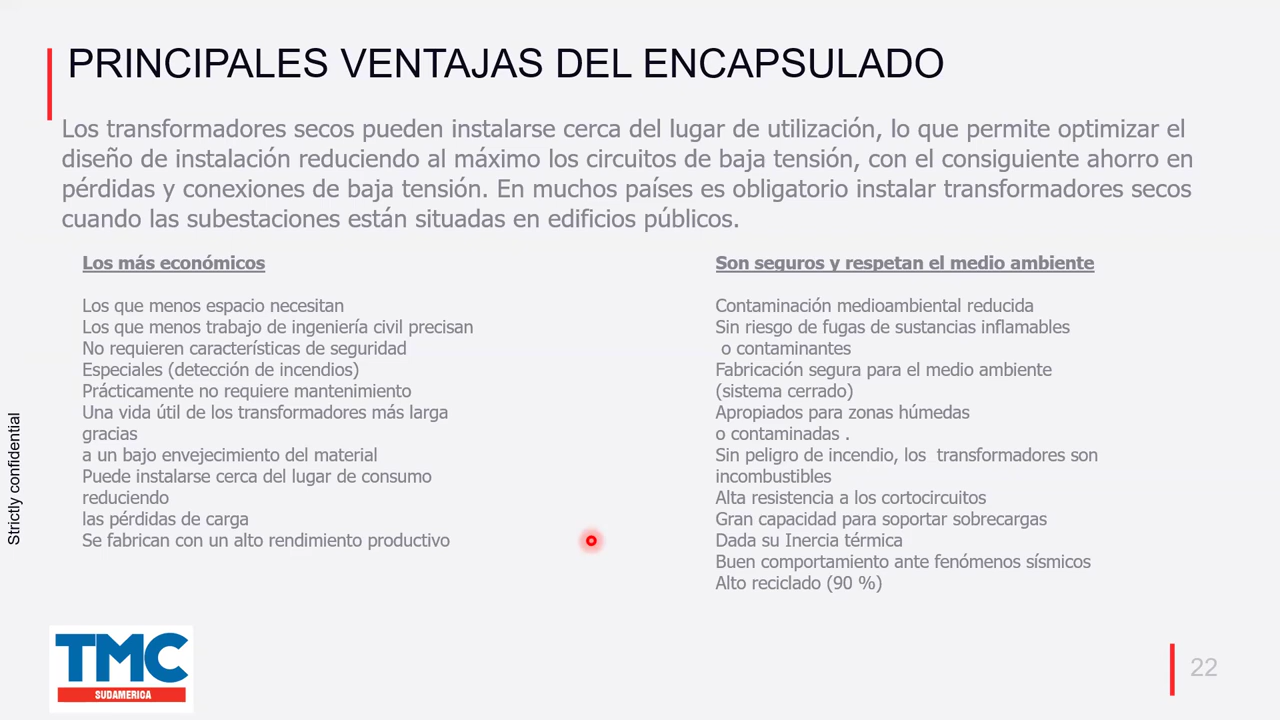 PRINCIPALES VENTAJAS DEL ENCAPSULADO
Los transformadores secos pueden instalarse cerca del lugar de utilización, lo que permite optimizar el
diseño de instalación reduciendo al máximo los circuitos de baja tensión, con el consiguiente ahorro en
pérdidas y conexiones de baja tensión. En muchos países es obligatorio instalar transformadores secos
cuando las subestaciones están situadas en edificios públicos.
Los más económicos
Los que menos espacio necesitan
Los que menos trabajo de ingeniería civil precisan
No requieren características de seguridad
Especiales (detección de incendios)
Prácticamente no requiere mantenimiento
Una vida útil de los transformadores más larga
gracias
a un bajo envejecimiento del material
Puede instalarse cerca del lugar de consumo
reduciendo
las pérdidas de carga
Se fabrican con un alto rendimiento productivo
Son seguros y respetan el medio ambiente
Contaminación medioambiental reducida
Sin riesgo de fugas de sustancias inflamables
o contaminantes
Fabricación segura para el medio ambiente
(sistema cerrado)
Apropiados para zonas húmedas
o contaminadas .
Sin peligro de incendio, los transformadores son
incombustibles
Alta resistencia a los cortocircuitos
Gran capacidad para soportar sobrecargas
Dada su Inercia térmica
Buen comportamiento ante fenómenos sísmicos
Alto reciclado (90 %)
Strictly confidential
TMC
SUDAMERICA
22